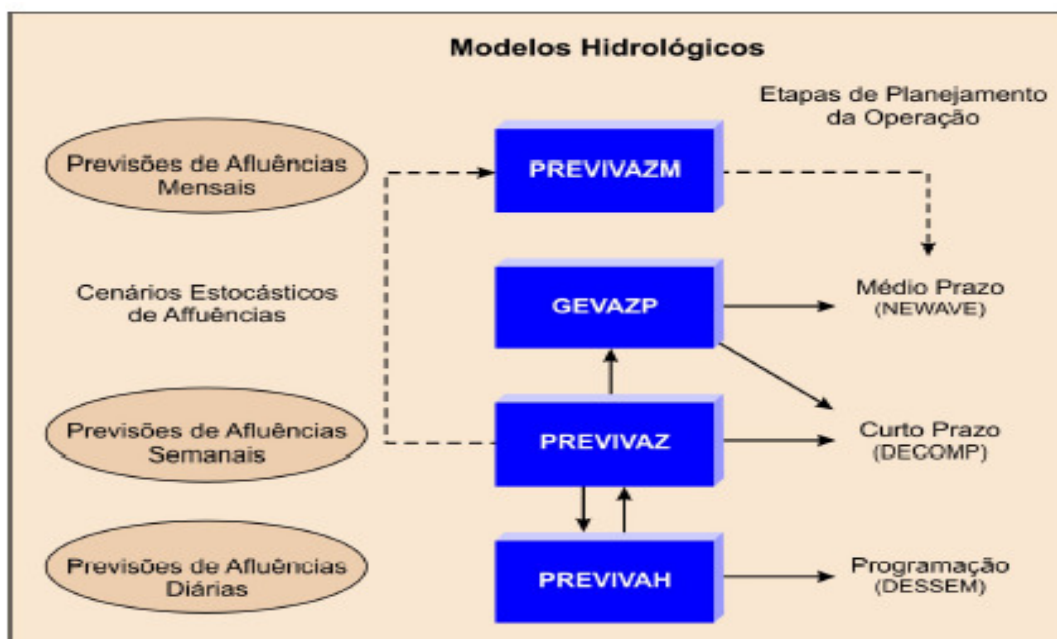 Modelos Hidrológicos
Etapas de Planejamento
da Operação
Previsões de Afluências
Mensais
PREVIVAZM
Cenários Estocásticos
de Affuências
GEVAZP
Médio Prazo
(NEWAVE)
Previsões de Afluências
Semanais
PREVIVAZ
Curto Prazo
(DECOMP)
Previsões de Afluências
Diárias
PREVIVAH
Programação
(DESSEM)